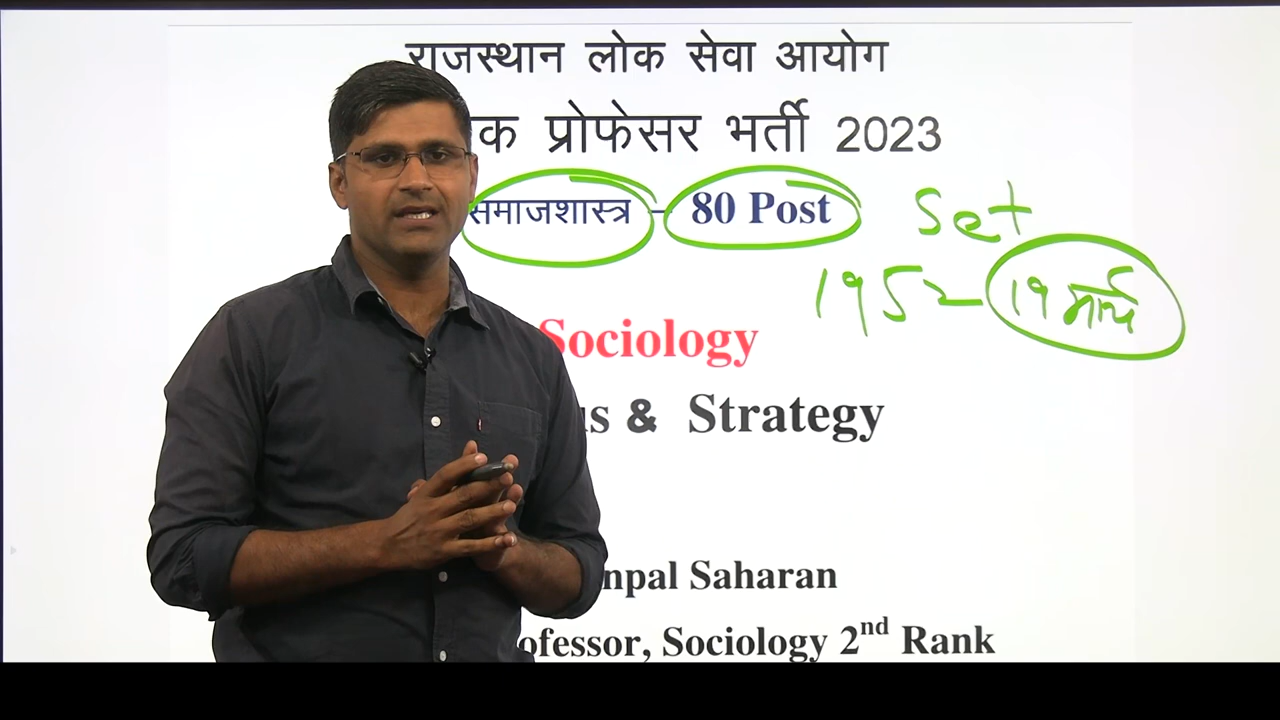 राजस्थान लोक सेवा आयोग
क प्रोफेसर भर्ती 2023
समाजशास्त्र – 80 Post
Set
1952 19 मार्च
Sociology
us & Strategy
npal Saharan
ofessor, Sociology 2nd Rank